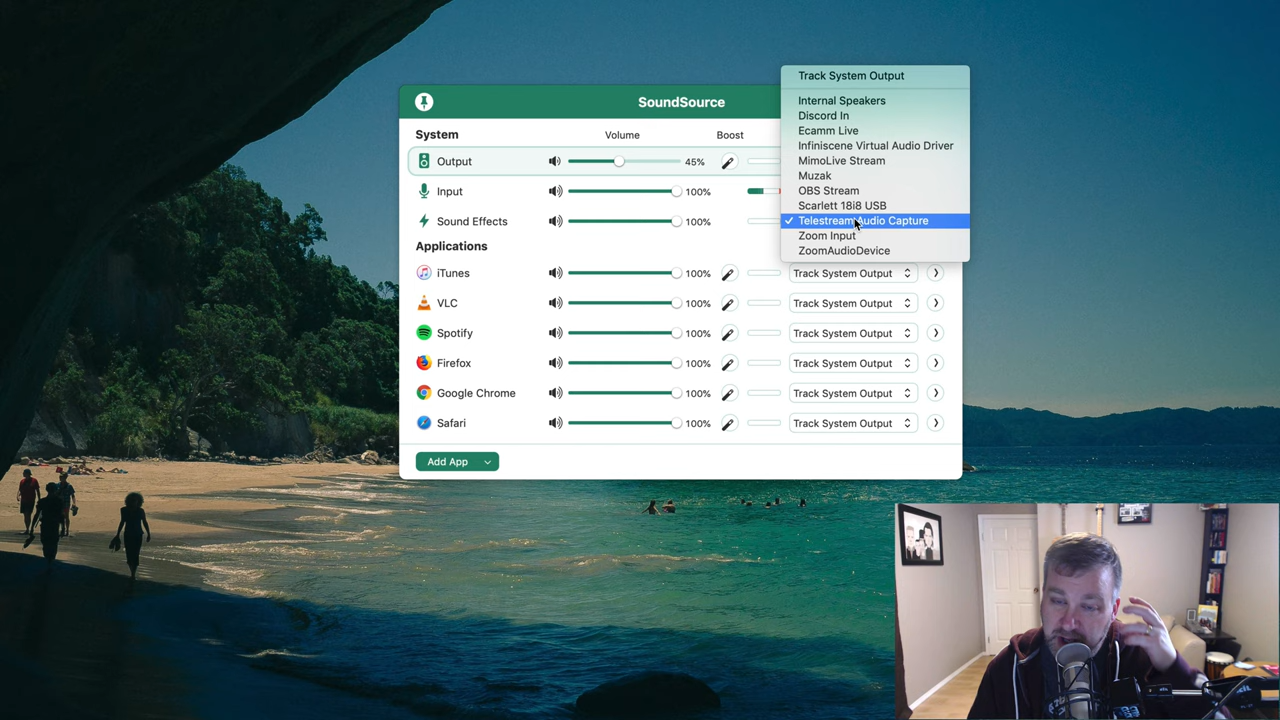 SoundSource
System
Volume
Boost
Output
45%
Input
100%
Sound Effects
100%
Applications
iTunes
100%
Track System Output
VLC
100%
Track System Output
Spotify
100%
Track System Output
Firefox
100%
Track System Output
Google Chrome
100%
Track System Output
Safari
100%
Track System Output
Add App
Track System Output
Internal Speakers
Discord In
Ecamm Live
Infiniscene Virtual Audio Driver
MimoLive Stream
Muzak
OBS Stream
Scarlett 18i8 USB
Telestream Audio Capture
Zoom Input
ZoomAudioDevice